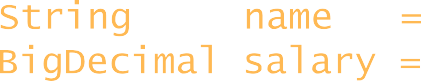 String     name   =
BigDecimal salary =